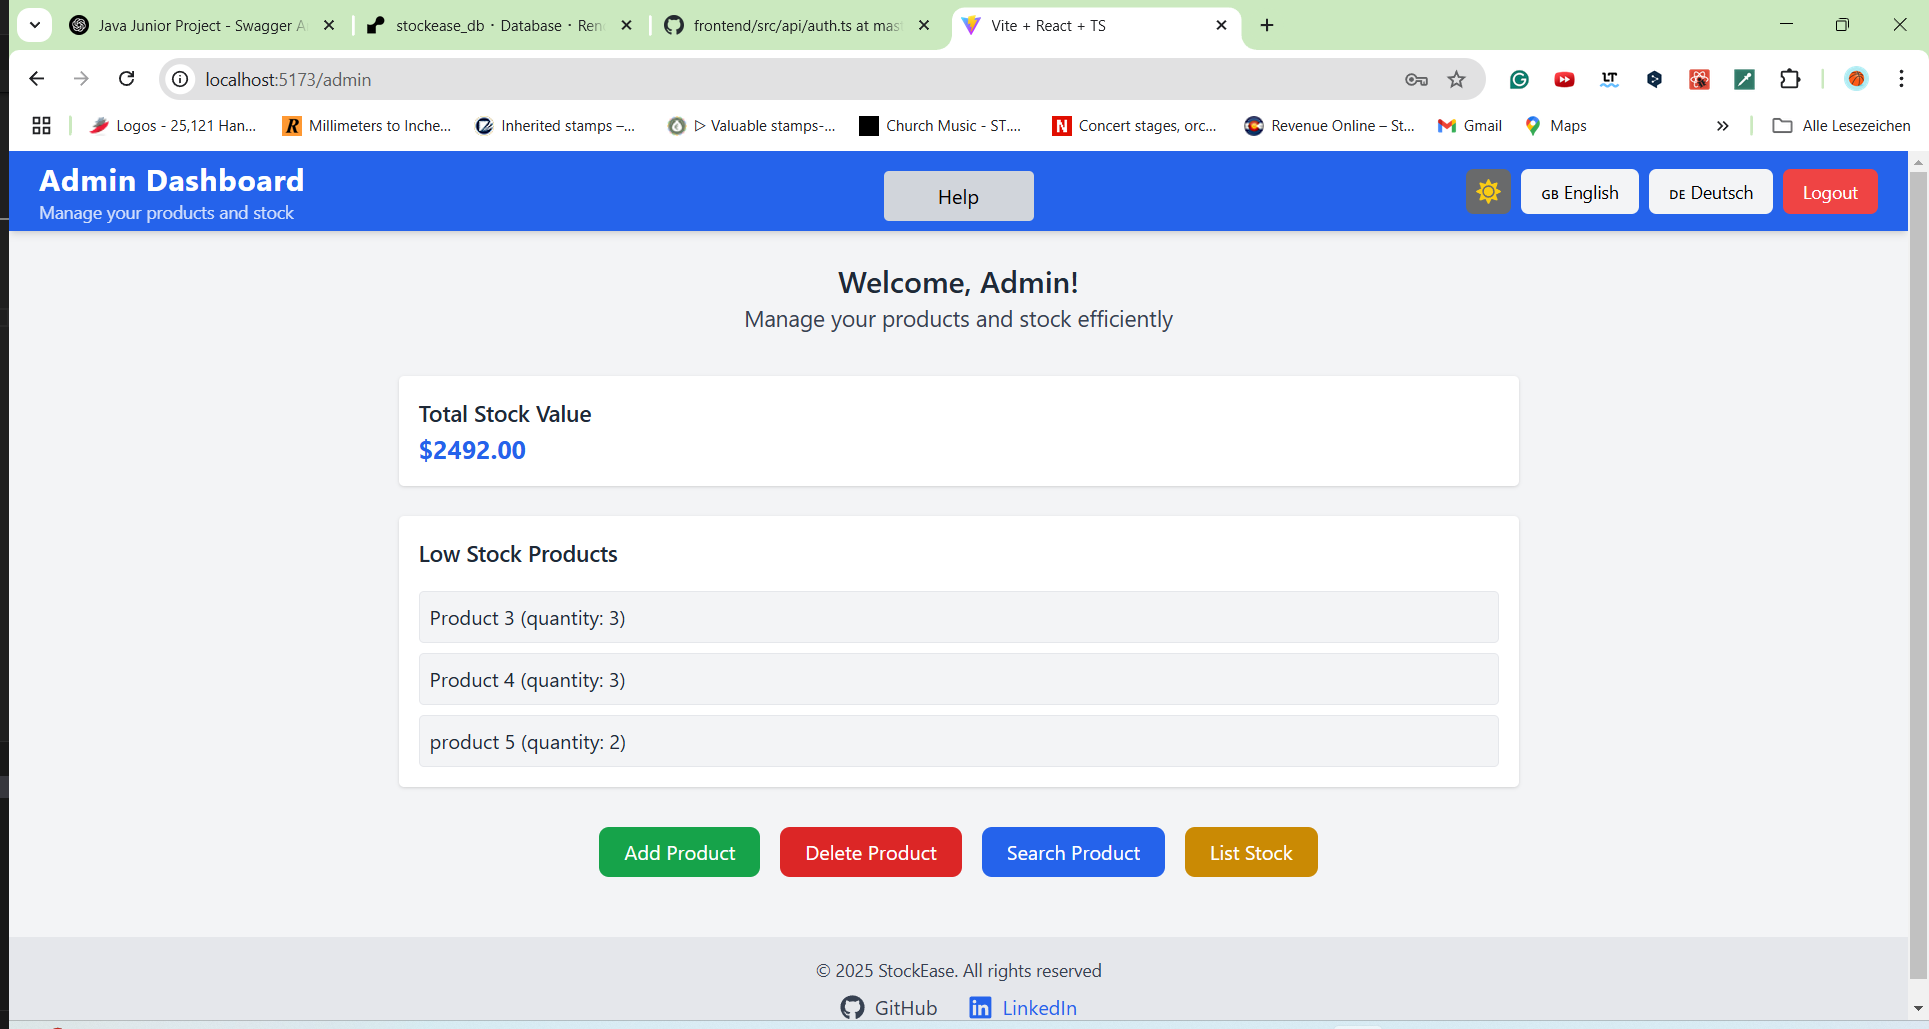 Java Junior Project - Swagger A
stockease_db · Database · Ren
frontend/src/api/auth.ts at mas
Vite + React + TS
localhost:5173/admin
Logos - 25,121 Han...
Millimeters to Inche...
Inherited stamps –...
▷ Valuable stamps-...
Church Music - ST....
Concert stages, orc...
Revenue Online – St...
Gmail
Maps
Alle Lesezeichen
Admin Dashboard
Manage your products and stock
Help
GB English
DE Deutsch
Logout
Welcome, Admin!
Manage your products and stock efficiently
Total Stock Value
$2492.00
Low Stock Products
Product 3 (quantity: 3)
Product 4 (quantity: 3)
product 5 (quantity: 2)
Add Product
Delete Product
Search Product
List Stock
© 2025 StockEase. All rights reserved
GitHub
LinkedIn